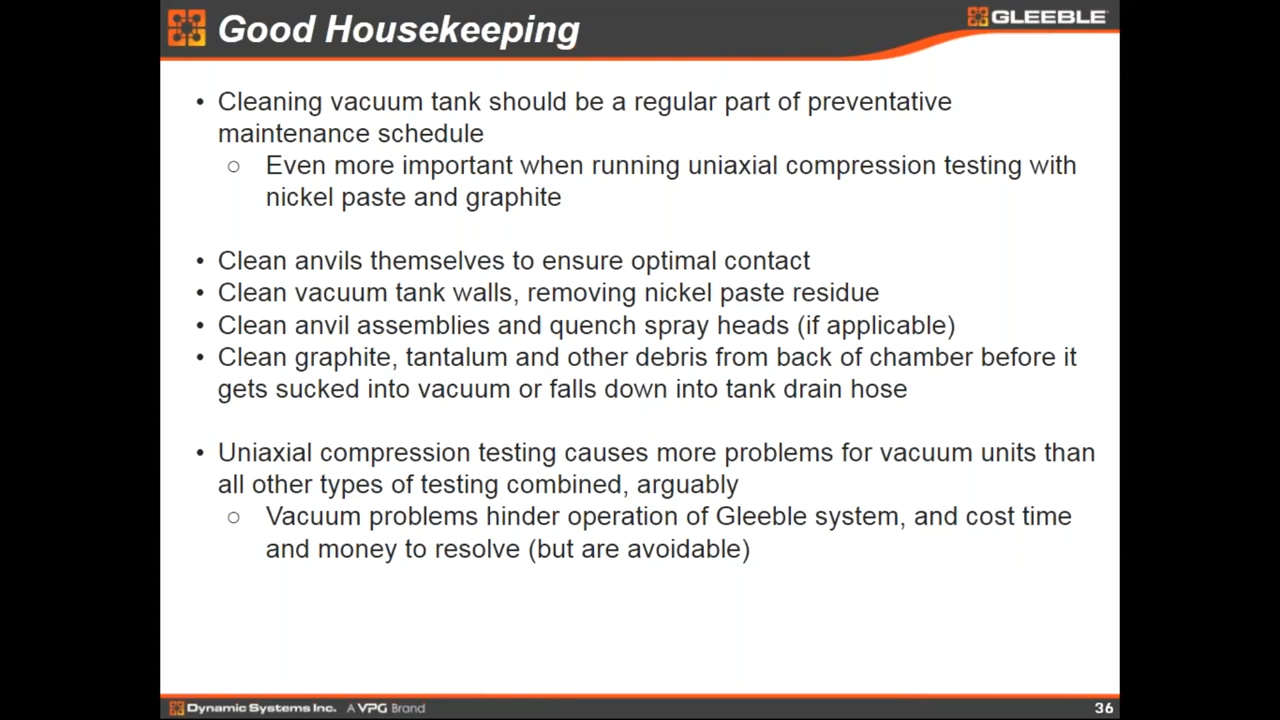 Good Housekeeping
GLEEBLE
• Cleaning vacuum tank should be a regular part of preventative
maintenance schedule
○ Even more important when running uniaxial compression testing with
nickel paste and graphite
• Clean anvils themselves to ensure optimal contact
• Clean vacuum tank walls, removing nickel paste residue
• Clean anvil assemblies and quench spray heads (if applicable)
• Clean graphite, tantalum and other debris from back of chamber before it
gets sucked into vacuum or falls down into tank drain hose
• Uniaxial compression testing causes more problems for vacuum units than
all other types of testing combined, arguably
○ Vacuum problems hinder operation of Gleeble system, and cost time
and money to resolve (but are avoidable)
Dynamic Systems Inc. A VPG Brand
36